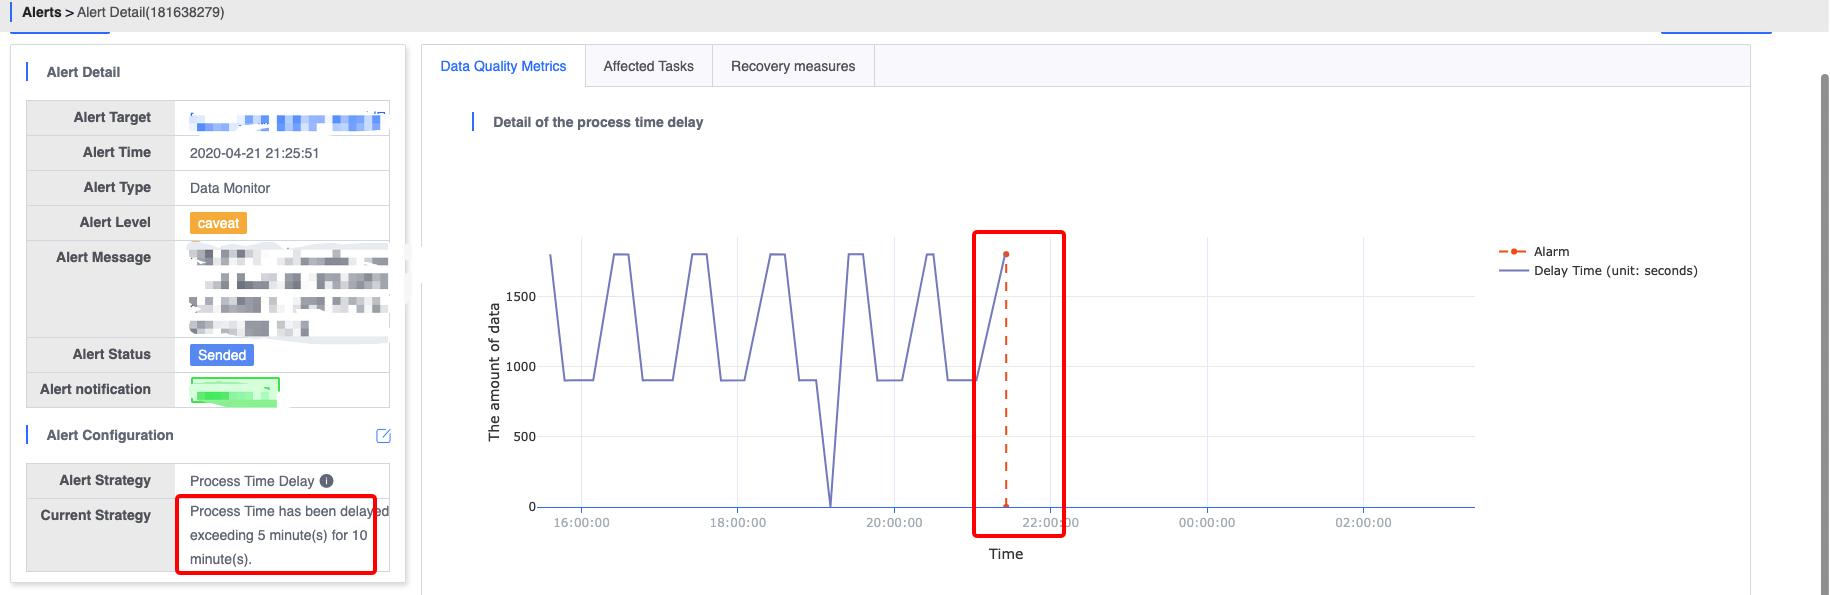 Alerts > Alert Detail(181638279)
Alert Detail
Alert Target
Alert Time 2020-04-21 21:25:51
Alert Type Data Monitor
Alert Level caveat
Alert Message
Alert Status Sended
Alert notification
Alert Configuration
Alert Strategy Process Time Delay
Current Strategy Process Time has been delayed
exceeding 5 minute(s) for 10
minute(s).
Data Quality Metrics Affected Tasks Recovery measures
Detail of the process time delay
Alarm
Delay Time (unit: seconds)
The amount of data
1500
1000
500
0
16:00:00 18:00:00 20:00:00 22:00:00 00:00:00 02:00:00
Time